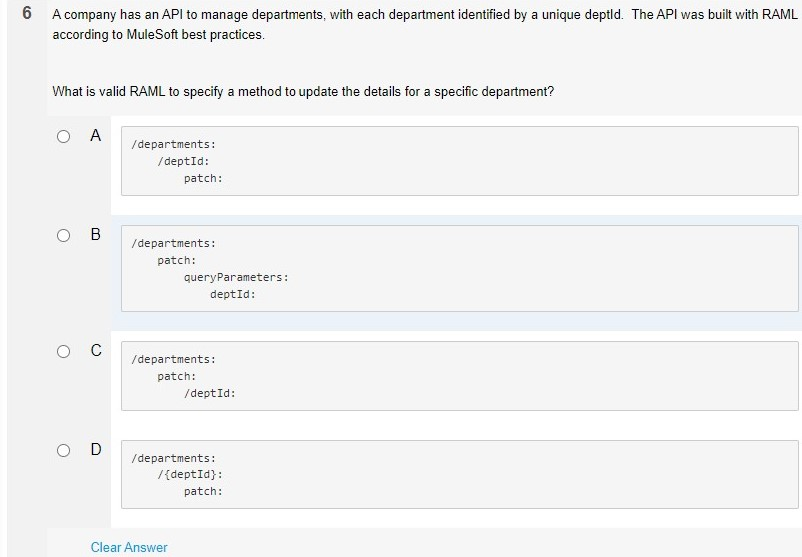 6 A company has an API to manage departments, with each department identified by a unique deptId. The API was built with RAML
according to MuleSoft best practices.
What is valid RAML to specify a method to update the details for a specific department?
A
/departments:
/deptId:
patch:
B
/departments:
patch:
queryParameters:
deptId:
C
/departments:
patch:
/deptId:
D
/departments:
/{deptId}:
patch:
Clear Answer